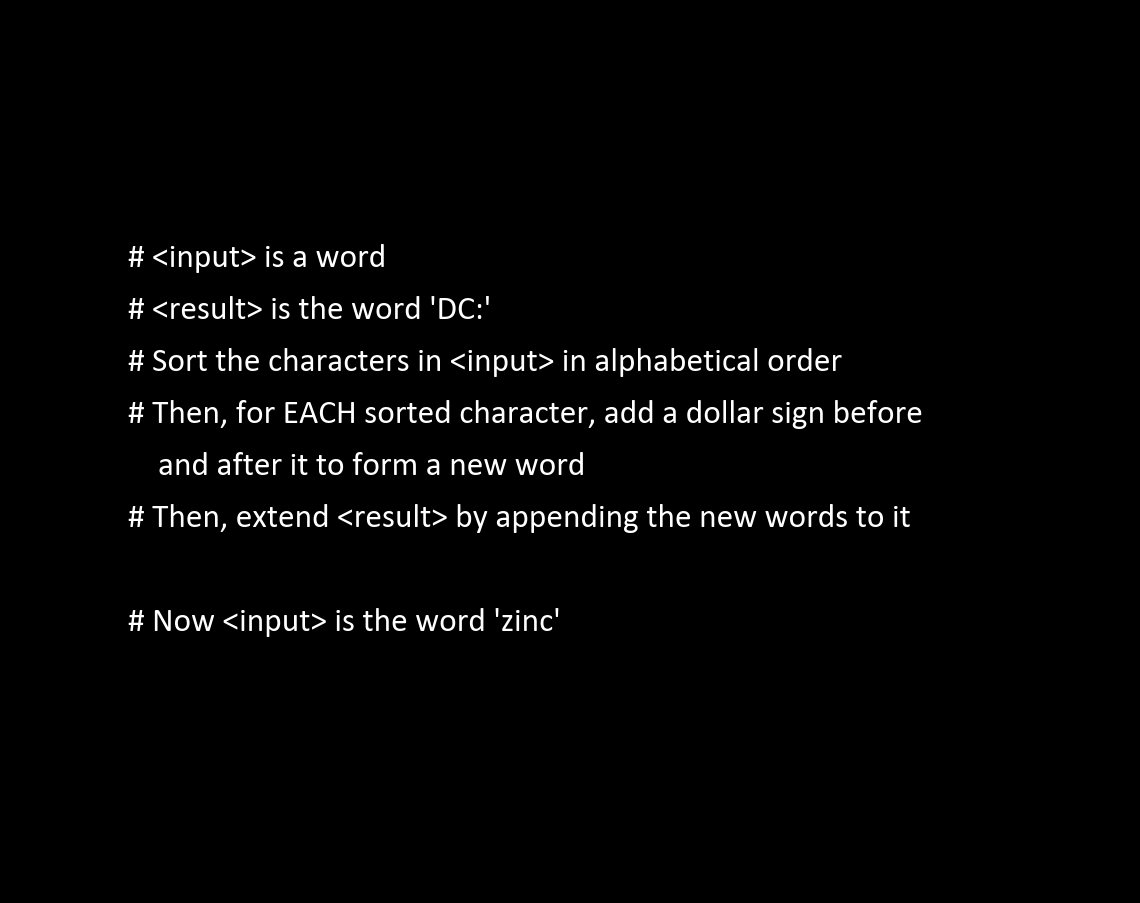 # <input> is a word
# <result> is the word 'DC:'
# Sort the characters in <input> in alphabetical order
# Then, for EACH sorted character, add a dollar sign before
and after it to form a new word
# Then, extend <result> by appending the new words to it
# Now <input> is the word 'zinc'